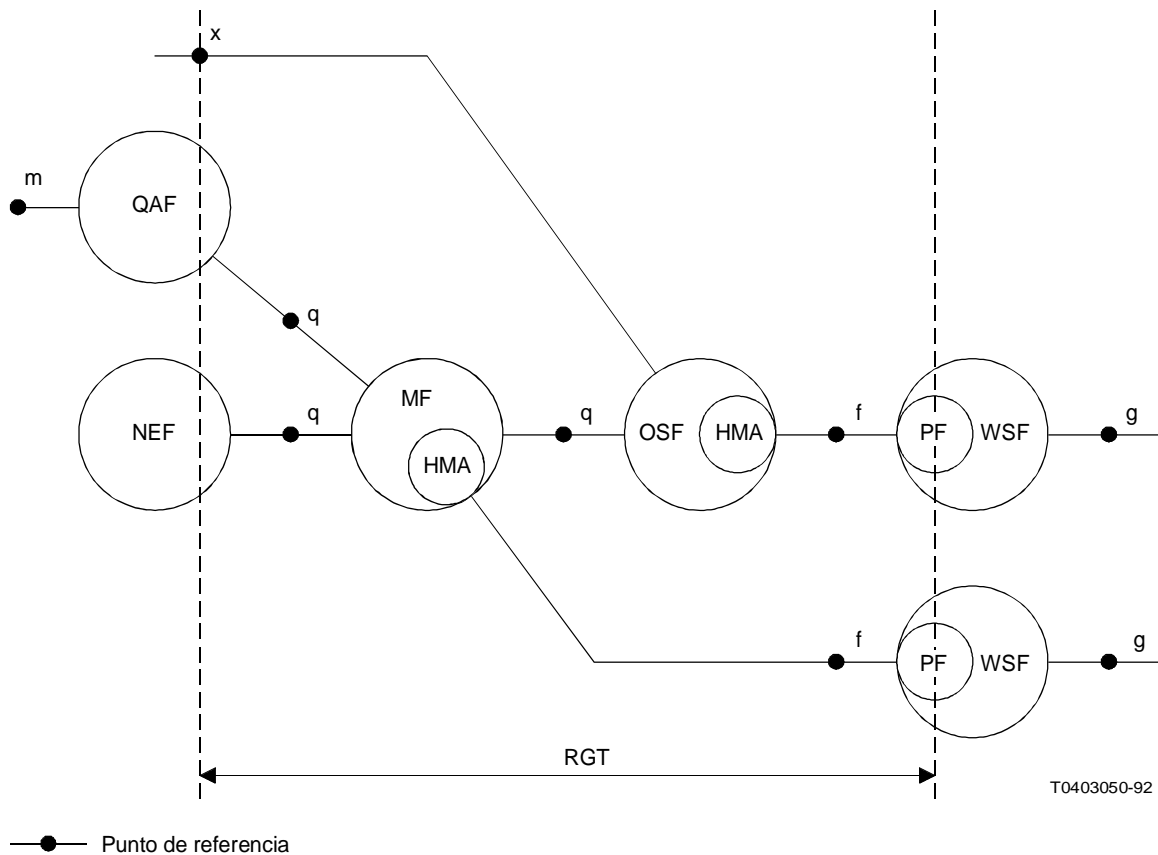 x
m
QAF
q
MF
NEF
q
q
OSF
HMA
f
PF
WSF
g
HMA
f
PF
WSF
g
RGT
T0403050-92
Punto de referencia